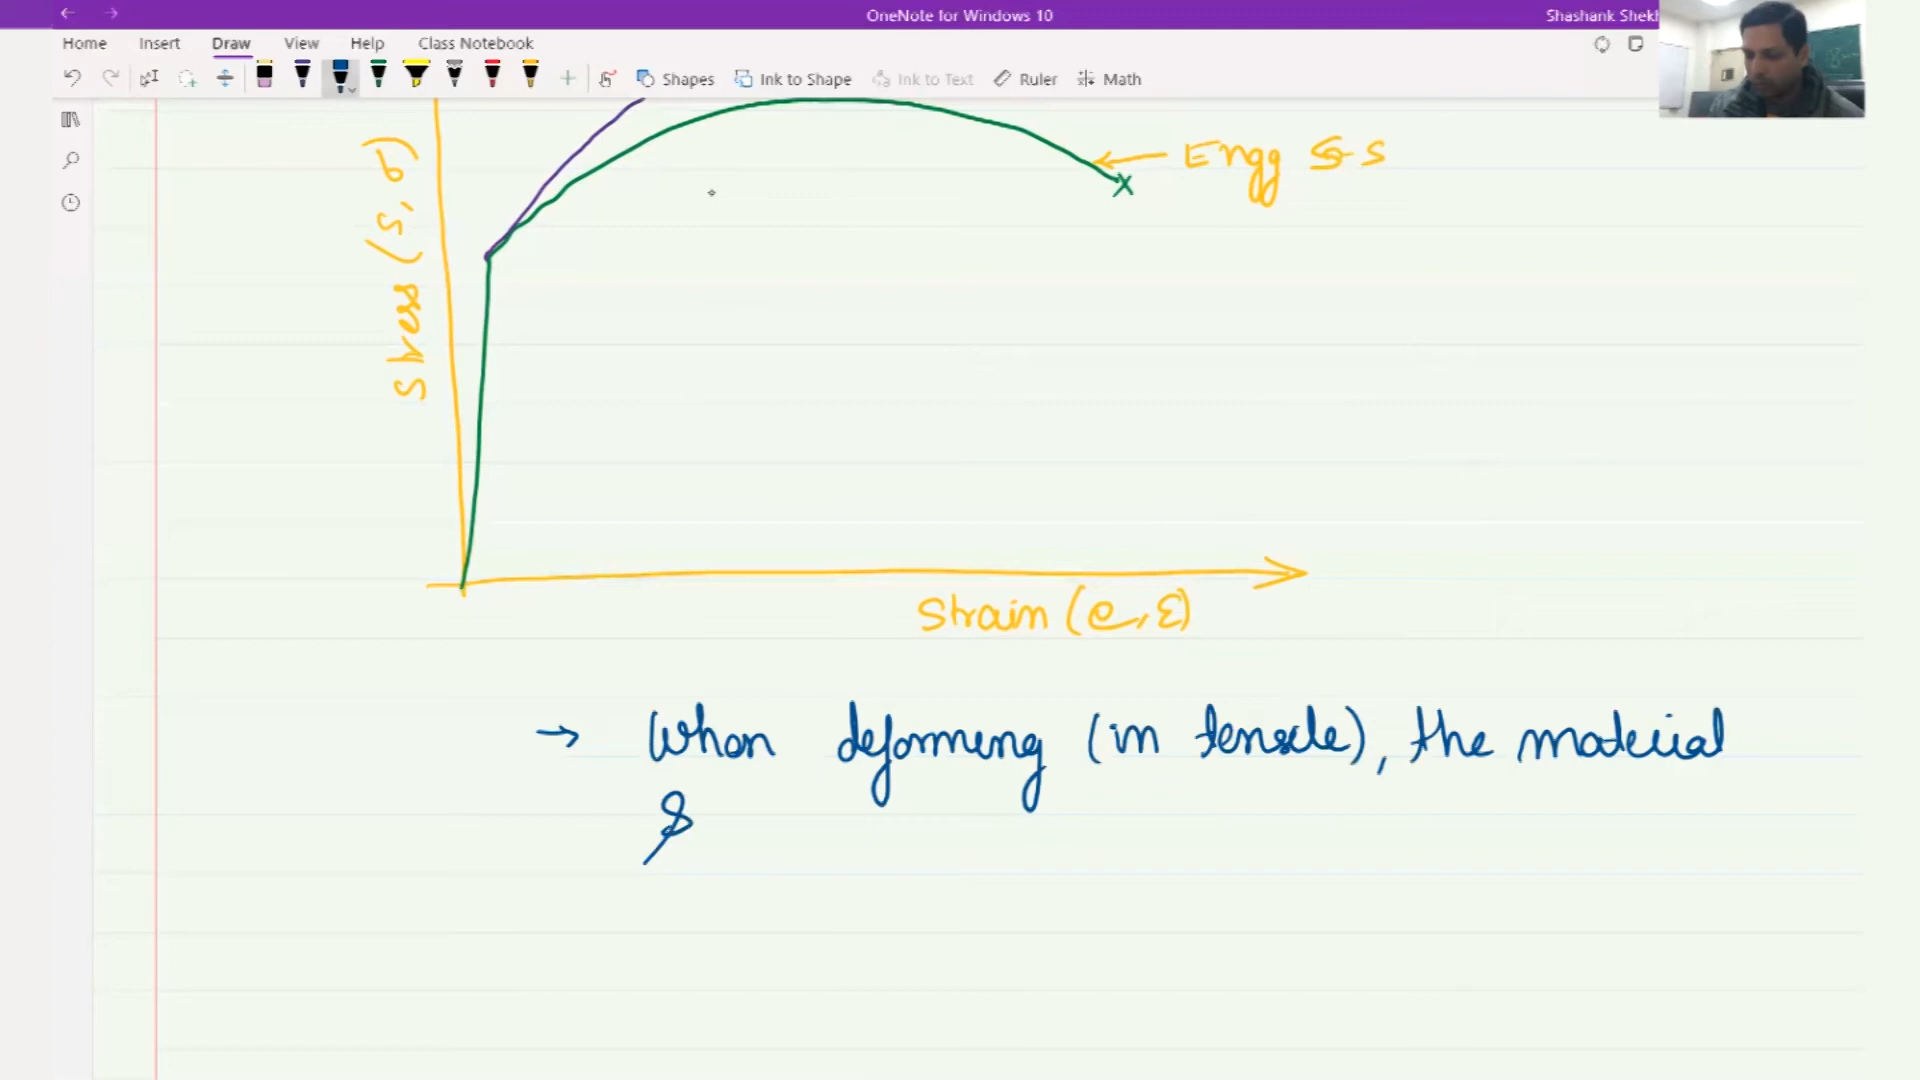 OneNote for Windows 10
Shashank Shekh
Home Insert Draw View Help Class Notebook
Shapes Ink to Shape Ink to Text Ruler Math
Stress (s, σ)
Engg S-S
Strain (e, ε)
→ When deforming (in tensile), the material